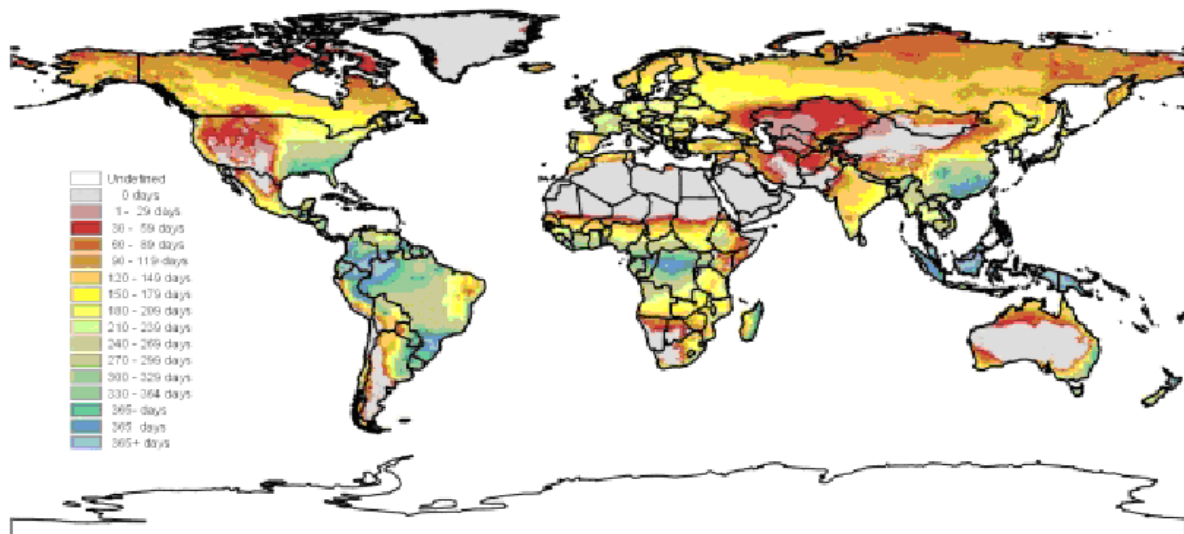 Undefined
0 days
1 - 29 days
30 - 59 days
60 - 89 days
90 - 119 days
120 - 149 days
150 - 179 days
180 - 209 days
210 - 239 days
240 - 269 days
270 - 299 days
300 - 329 days
330 - 364 days
365- days
365 days
365+ days